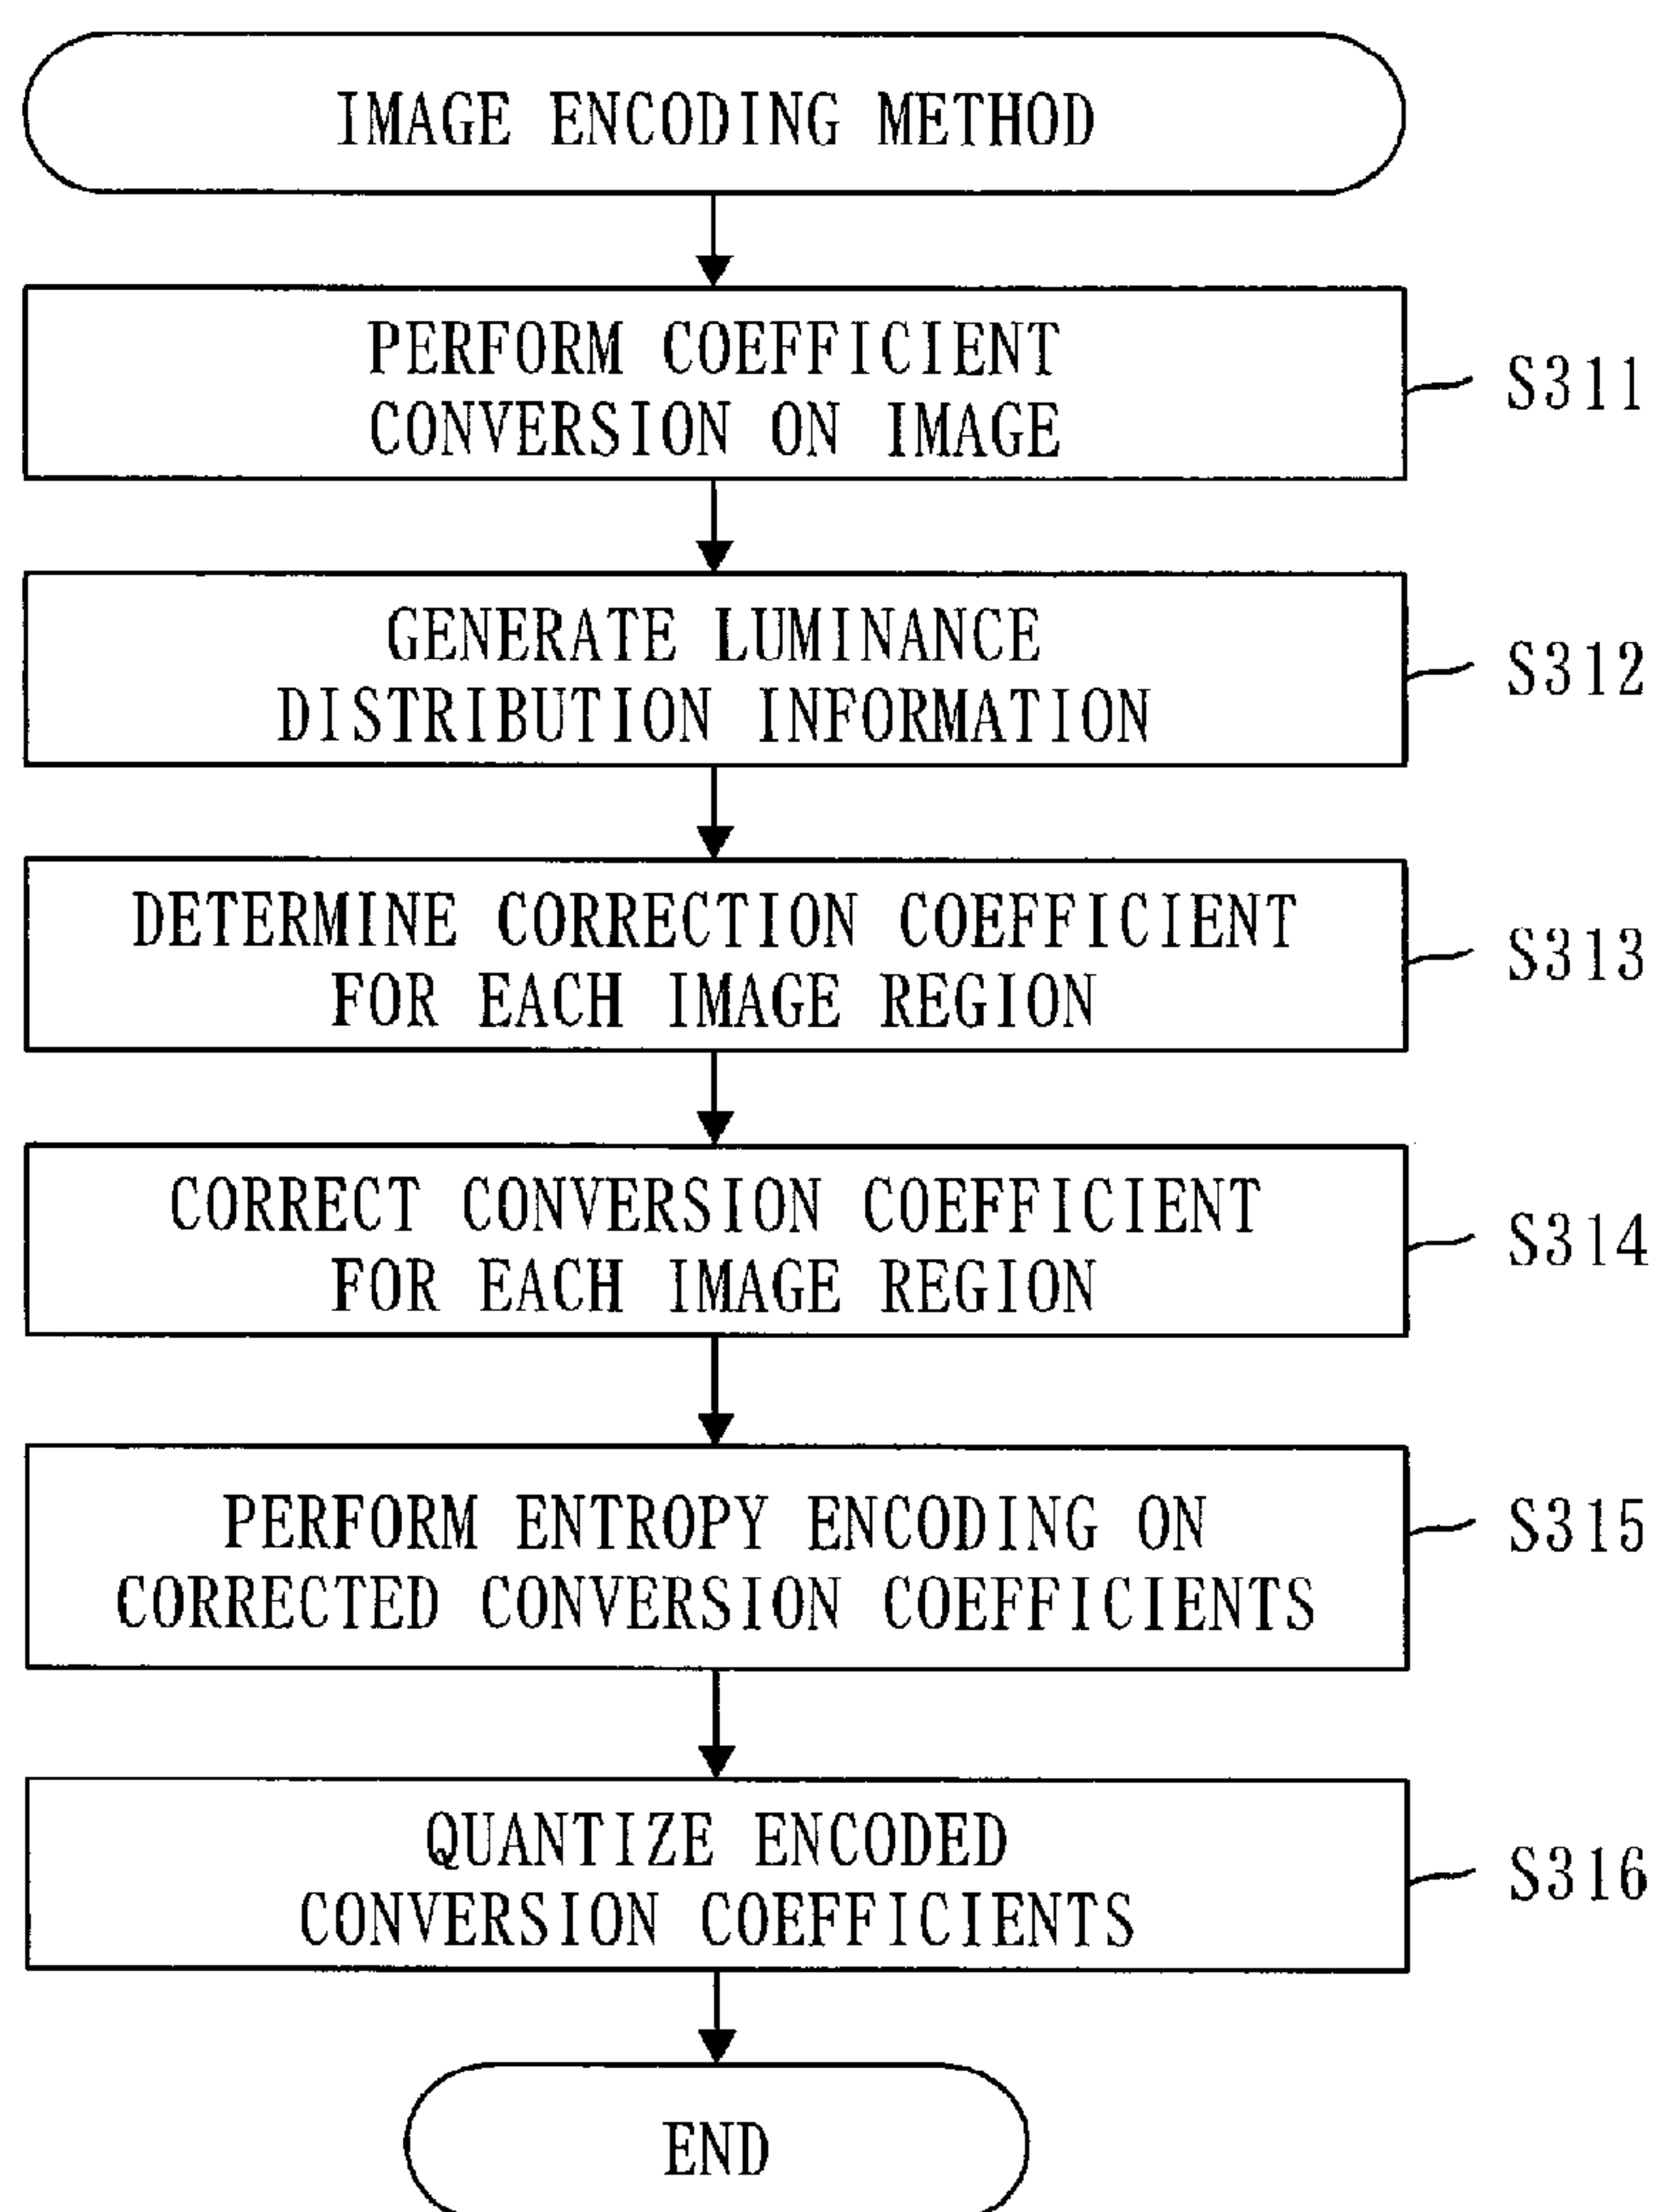 IMAGE ENCODING METHOD
PERFORM COEFFICIENT
CONVERSION ON IMAGE
S311
GENERATE LUMINANCE
DISTRIBUTION INFORMATION
S312
DETERMINE CORRECTION COEFFICIENT
FOR EACH IMAGE REGION
S313
CORRECT CONVERSION COEFFICIENT
FOR EACH IMAGE REGION
S314
PERFORM ENTROPY ENCODING ON
CORRECTED CONVERSION COEFFICIENTS
S315
QUANTIZE ENCODED
CONVERSION COEFFICIENTS
S316
END